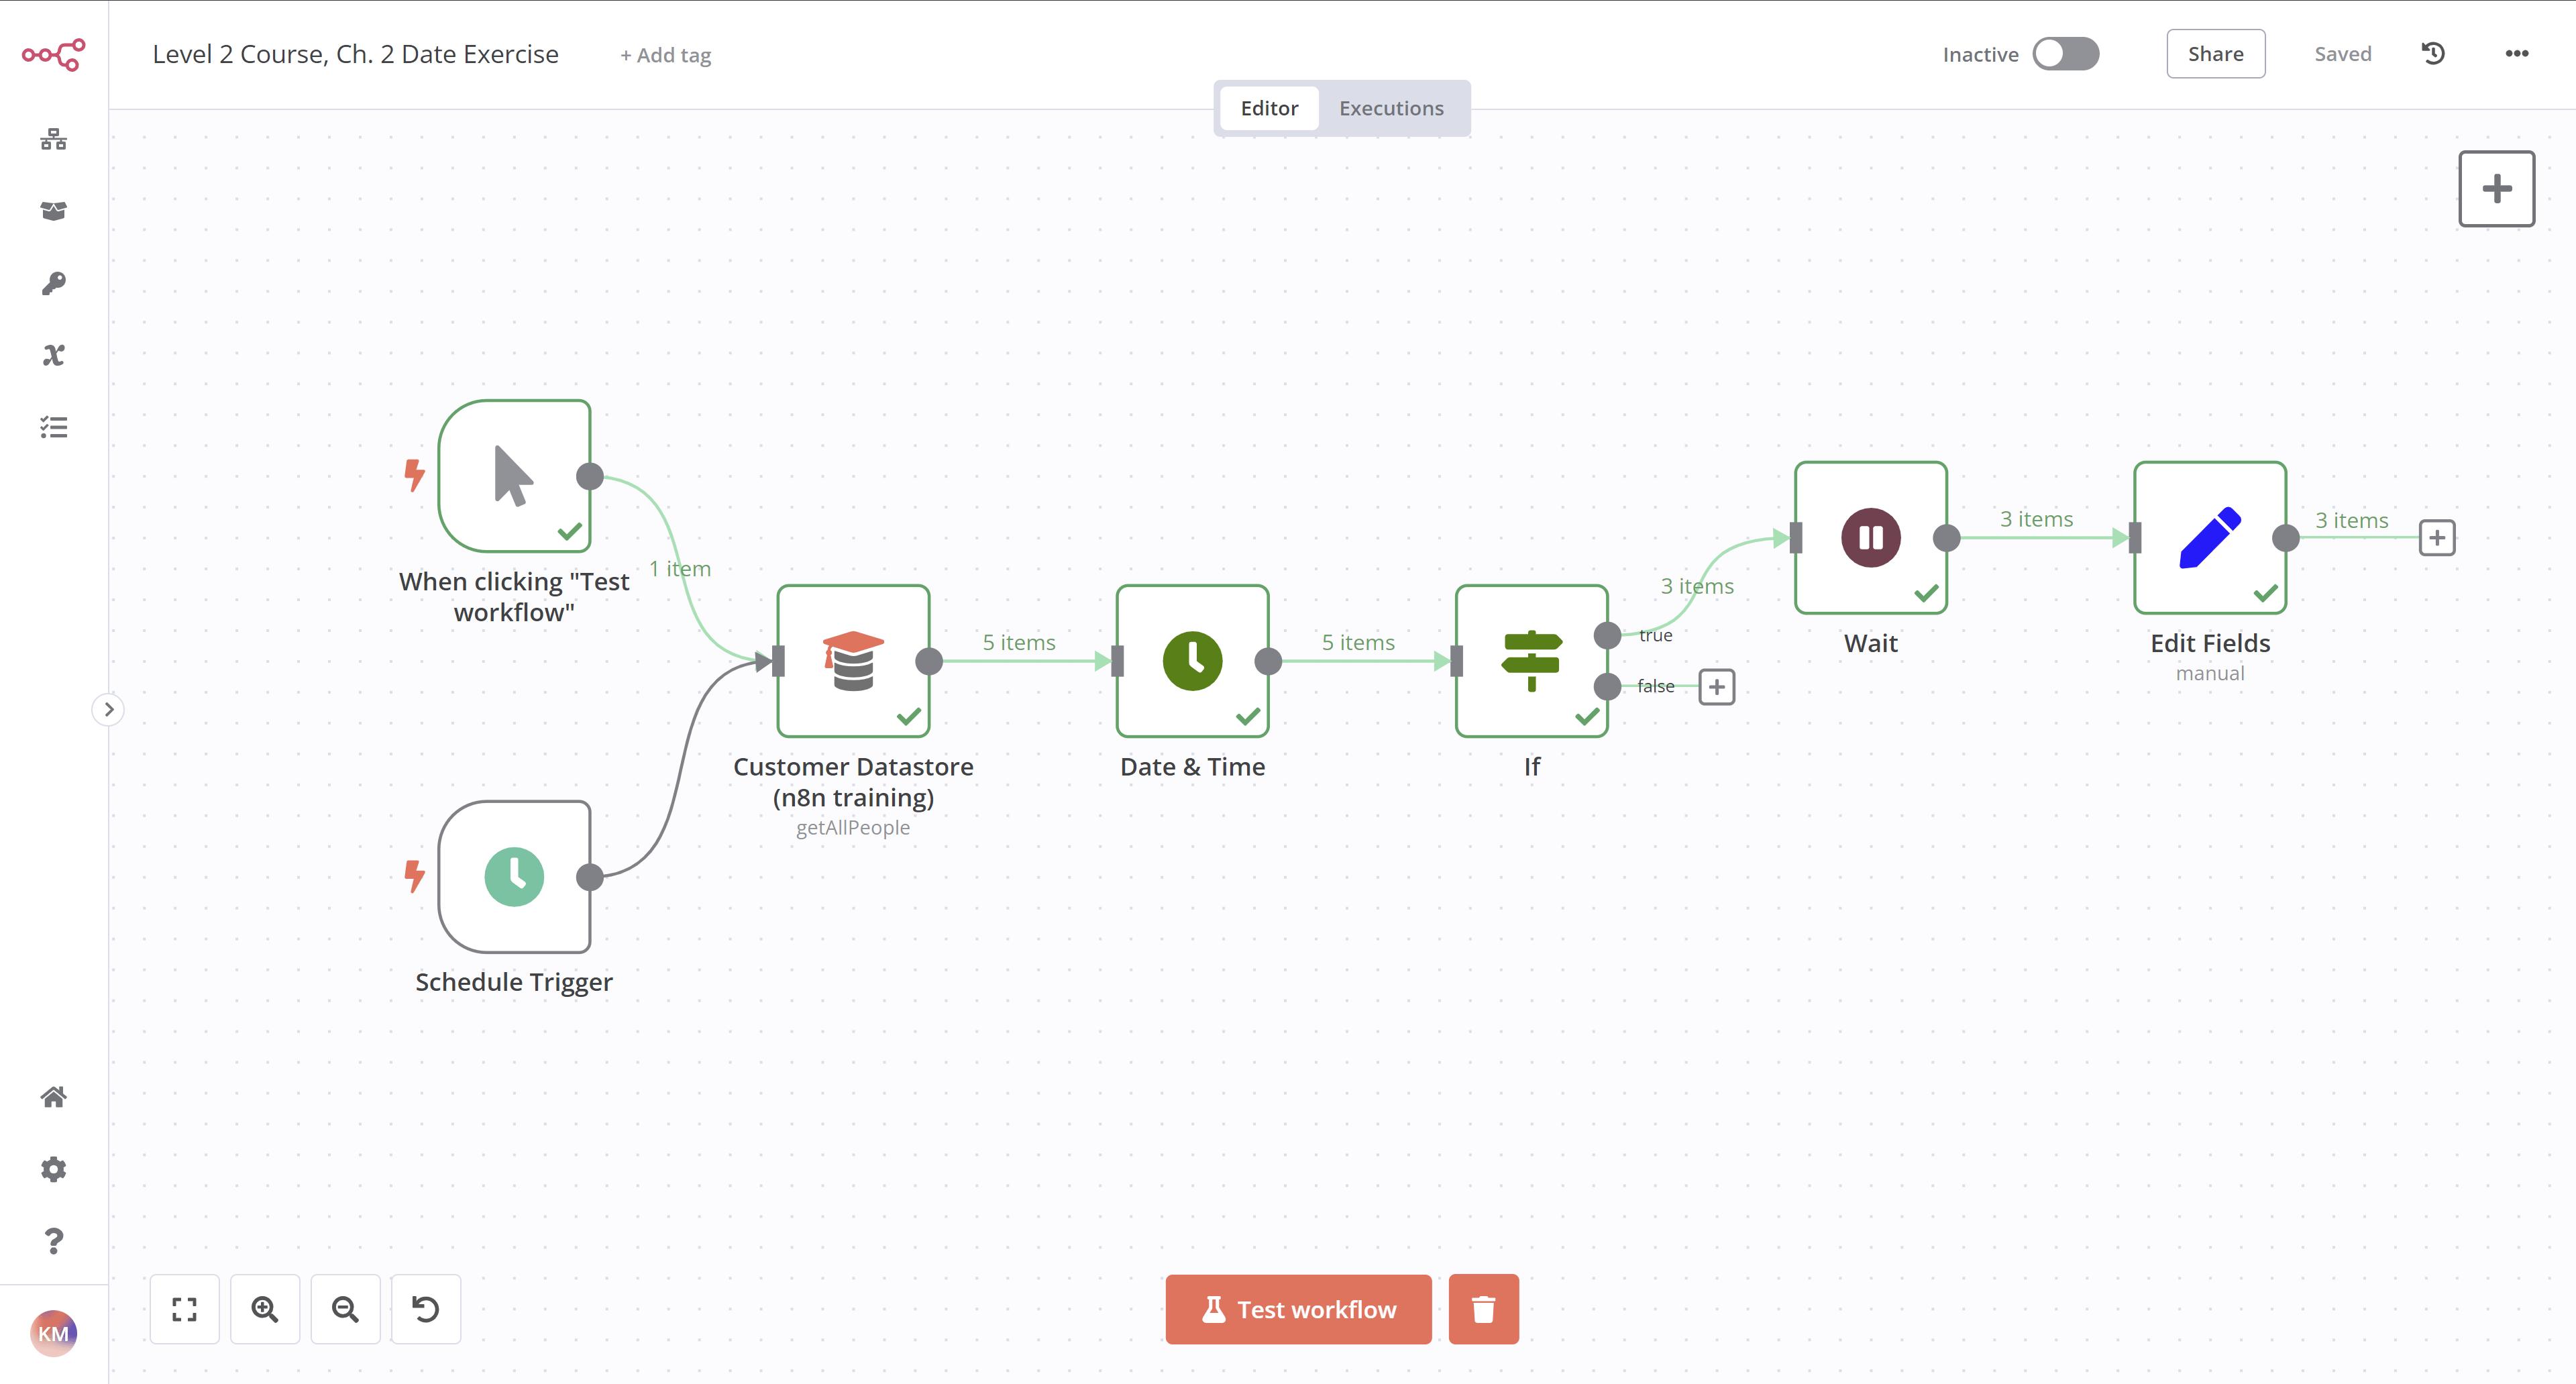 Level 2 Course, Ch. 2 Date Exercise
+ Add tag
Inactive
Share
Saved
Editor
Executions
When clicking "Test
workflow"
1 item
Customer Datastore
(n8n training)
getAllPeople
5 items
Date & Time
5 items
If
3 items
true
false
Wait
3 items
Edit Fields
manual
3 items
Schedule Trigger
Test workflow
KM